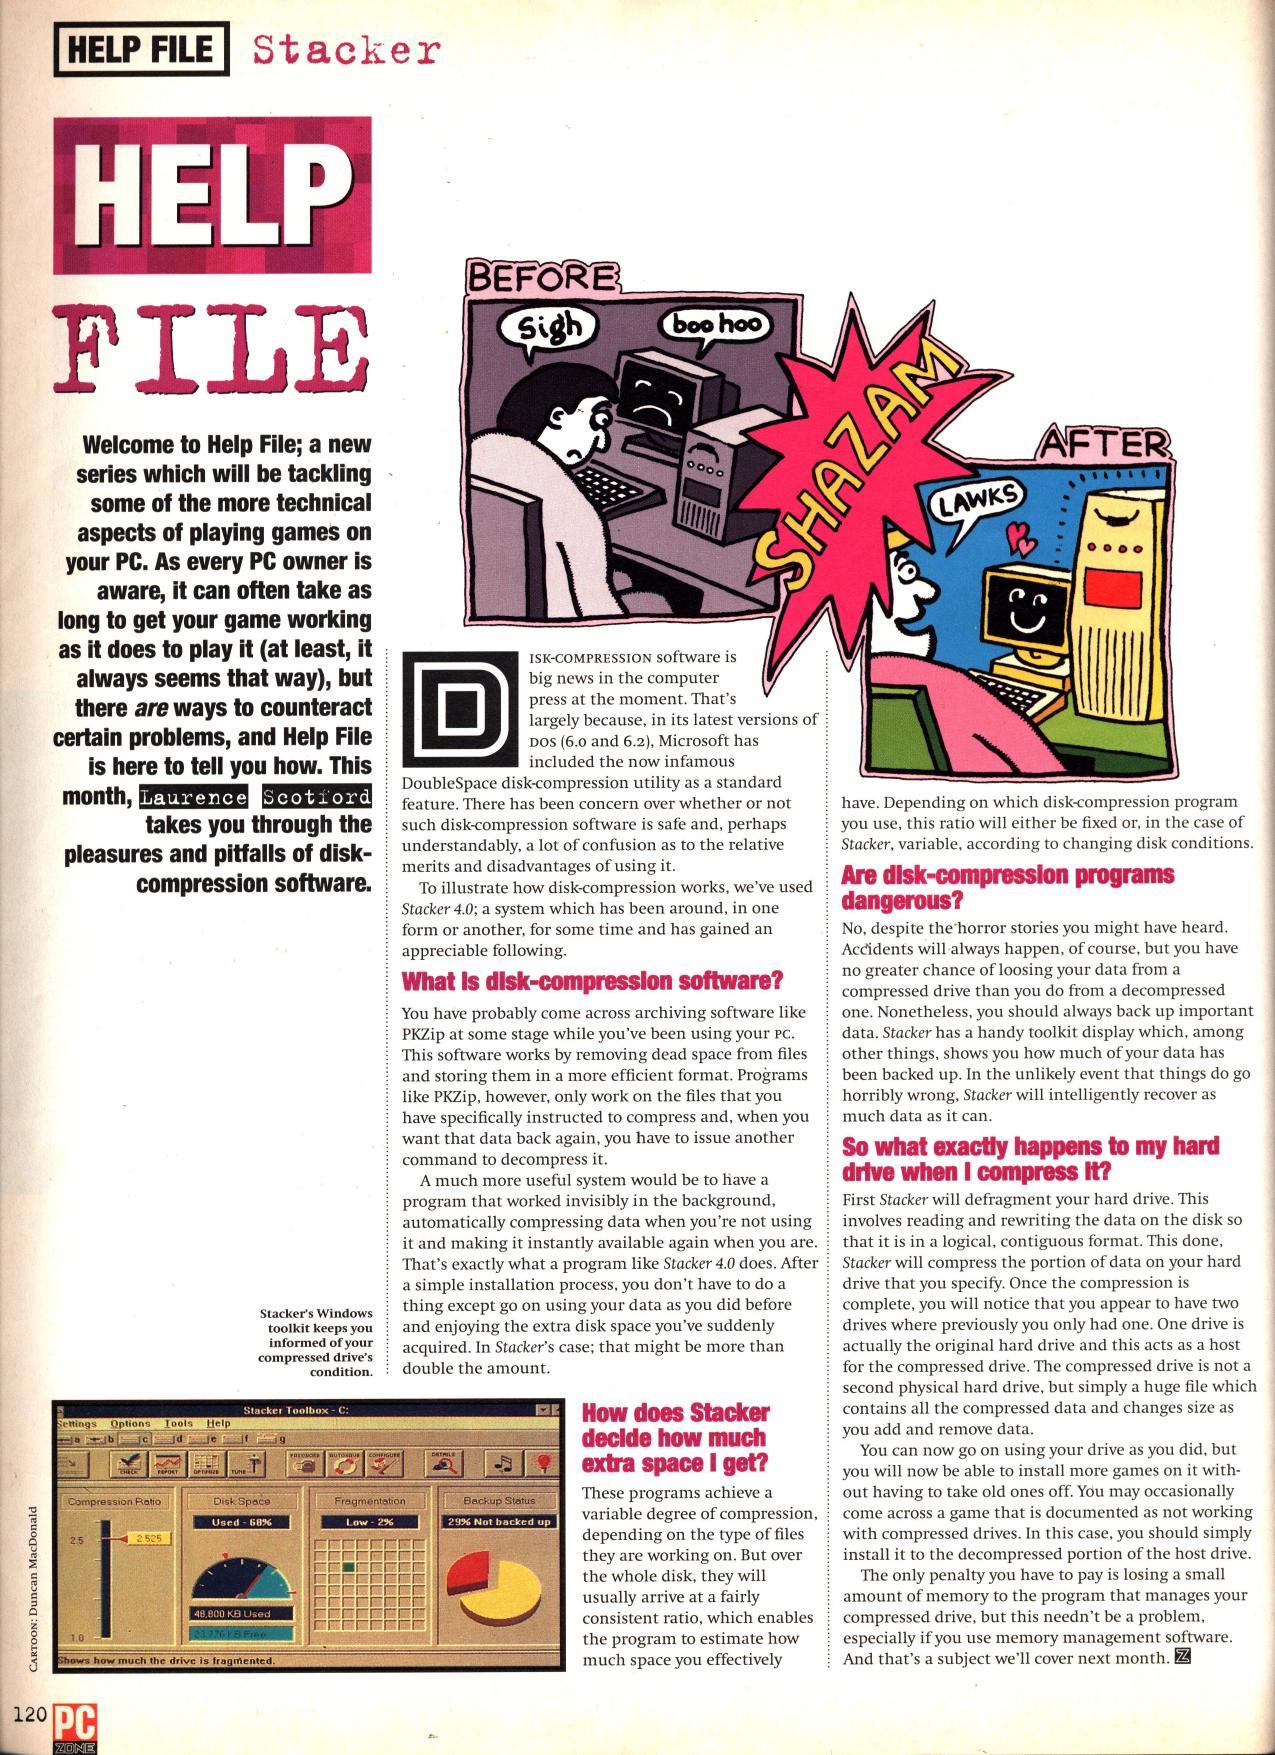 HELP FILE Stacker
HELP
FILE
Welcome to Help File; a new
series which will be tackling
some of the more technical
aspects of playing games on
your PC. As every PC owner is
aware, it can often take as
long to get your game working
as it does to play it (at least, it
always seems that way), but
there are ways to counteract
certain problems, and Help File
is here to tell you how. This
month, Laurence Scotford
takes you through the
pleasures and pitfalls of disk-
compression software.
BEFORE
Sigh
boo hoo
SHAZAM
AFTER
LAWKS
DISK-COMPRESSION software is
big news in the computer
press at the moment. That's
largely because, in its latest versions of
DOS (6.0 and 6.2), Microsoft has
included the now infamous
DoubleSpace disk-compression utility as a standard
feature. There has been concern over whether or not
such disk-compression software is safe and, perhaps
understandably, a lot of confusion as to the relative
merits and disadvantages of using it.
To illustrate how disk-compression works, we've used
Stacker 4.0; a system which has been around, in one
form or another, for some time and has gained an
appreciable following.
What is disk-compression software?
You have probably come across archiving software like
PKZip at some stage while you've been using your PC.
This software works by removing dead space from files
and storing them in a more efficient format. Programs
like PKZip, however, only work on the files that you
have specifically instructed to compress and, when you
want that data back again, you have to issue another
command to decompress it.
A much more useful system would be to have a
program that worked invisibly in the background,
automatically compressing data when you're not using
it and making it instantly available again when you are.
That's exactly what a program like Stacker 4.0 does. After
a simple installation process, you don't have to do a
thing except go on using your data as you did before
and enjoying the extra disk space you've suddenly
acquired. In Stacker's case; that might be more than
double the amount.
How does Stacker
decide how much
extra space I get?
These programs achieve a
variable degree of compression,
depending on the type of files
they are working on. But over
the whole disk, they will
usually arrive at a fairly
consistent ratio, which enables
the program to estimate how
much space you effectively
have. Depending on which disk-compression program
you use, this ratio will either be fixed or, in the case of
Stacker, variable, according to changing disk conditions.
Are disk-compression programs
dangerous?
No, despite the horror stories you might have heard.
Accidents will always happen, of course, but you have
no greater chance of loosing your data from a
compressed drive than you do from a decompressed
one. Nonetheless, you should always back up important
data. Stacker has a handy toolkit display which, among
other things, shows you how much of your data has
been backed up. In the unlikely event that things do go
horribly wrong, Stacker will intelligently recover as
much data as it can.
So what exactly happens to my hard
drive when I compress it?
First Stacker will defragment your hard drive. This
involves reading and rewriting the data on the disk so
that it is in a logical, contiguous format. This done,
Stacker will compress the portion of data on your hard
drive that you specify. Once the compression is
complete, you will notice that you appear to have two
drives where previously you only had one. One drive is
actually the original hard drive and this acts as a host
for the compressed drive. The compressed drive is not a
second physical hard drive, but simply a huge file which
contains all the compressed data and changes size as
you add and remove data.
You can now go on using your drive as you did, but
you will now be able to install more games on it with-
out having to take old ones off. You may occasionally
come across a game that is documented as not working
with compressed drives. In this case, you should simply
install it to the decompressed portion of the host drive.
The only penalty you have to pay is losing a small
amount of memory to the program that manages your
compressed drive, but this needn't be a problem,
especially if you use memory management software.
And that's a subject we'll cover next month. Z
Stacker's Windows
toolkit keeps you
informed of your
compressed drive's
condition.
Stacker Toolbox - C:
Settings Options Tools Help
a b c d e f g
CHECK REPORT OPTIMIZE TUNE PASSWORD AUTOSAVE CONFIGURE DETAILS
Compression Ratio Disk Space Fragmentation Backup Status
Used - 68% Low - 2% 29% Not backed up
2.5 2.525
48,800 KB Used
23,776 KB Free
1.0
Shows how much the drive is fragmented.
CARTOON: Duncan MacDonald
120 PC
ZONE